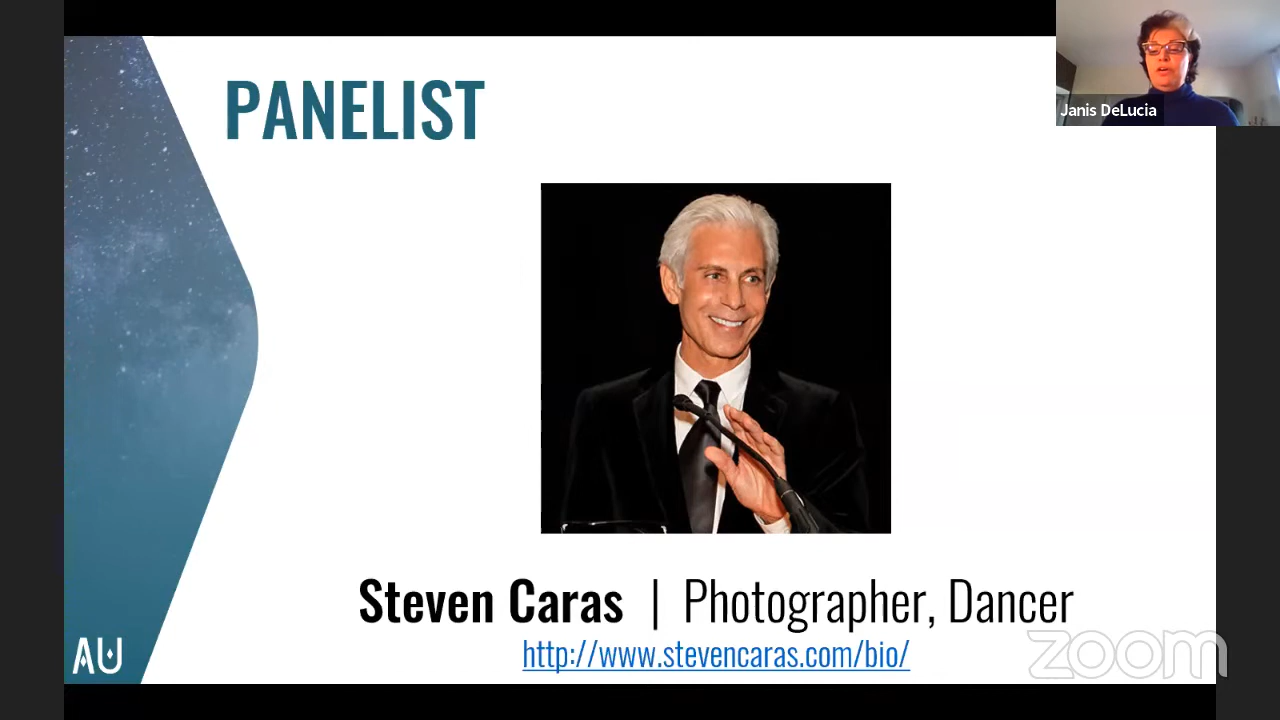 PANELIST
Janis DeLucia
Steven Caras | Photographer, Dancer
http://www.stevencaras.com/bio/
AU
zoom